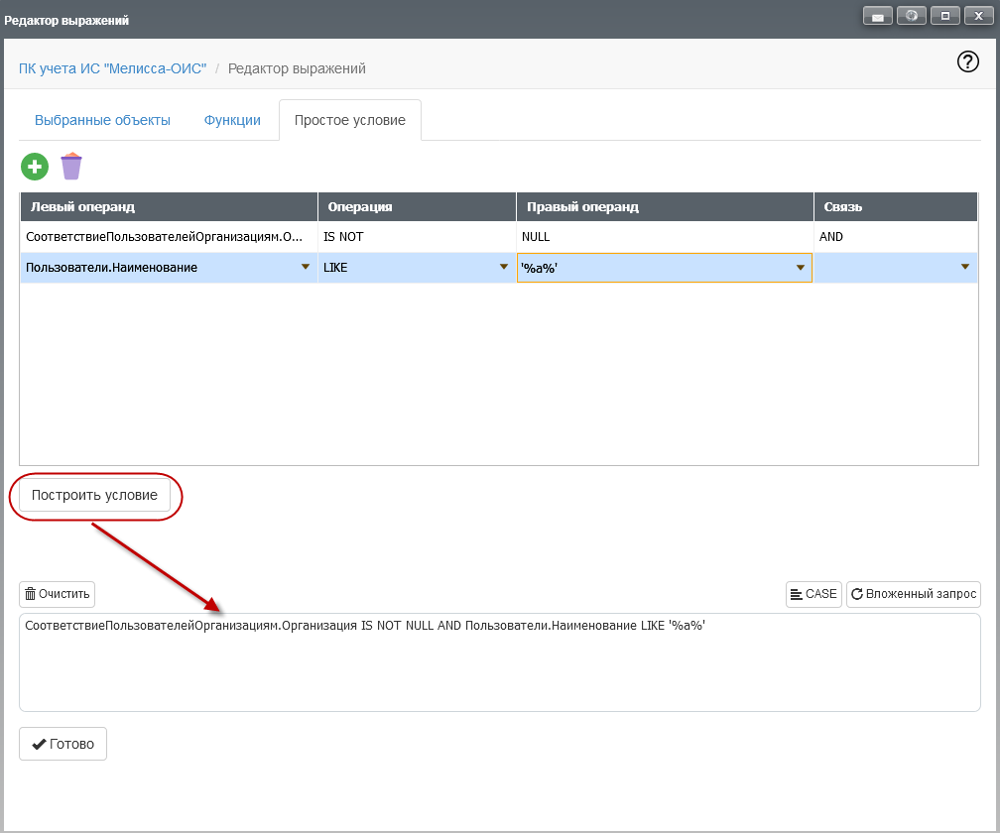 Редактор выражений
ПК учета ИС "Мелисса-ОИС" / Редактор выражений
Выбранные объекты Функции Простое условие
Левый операнд Операция Правый операнд Связь
СоответствиеПользователейОрганизациям.О... IS NOT NULL AND
Пользователи.Наименование LIKE '%а%'
Построить условие
Очистить CASE Вложенный запрос
СоответствиеПользователейОрганизациям.Организация IS NOT NULL AND Пользователи.Наименование LIKE '%а%'
Готово